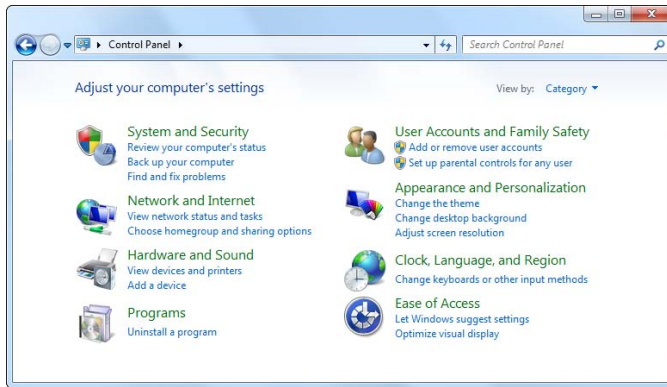 Control Panel
Search Control Panel
Adjust your computer's settings
View by: Category
System and Security
Review your computer's status
Back up your computer
Find and fix problems
Network and Internet
View network status and tasks
Choose homegroup and sharing options
Hardware and Sound
View devices and printers
Add a device
Programs
Uninstall a program
User Accounts and Family Safety
Add or remove user accounts
Set up parental controls for any user
Appearance and Personalization
Change the theme
Change desktop background
Adjust screen resolution
Clock, Language, and Region
Change keyboards or other input methods
Ease of Access
Let Windows suggest settings
Optimize visual display